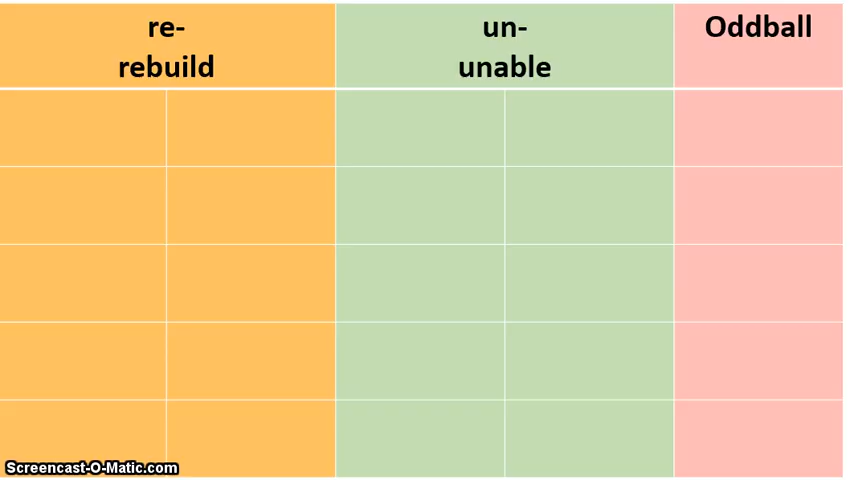 re-
rebuild
un-
unable
Oddball
Screencast-O-Matic.com